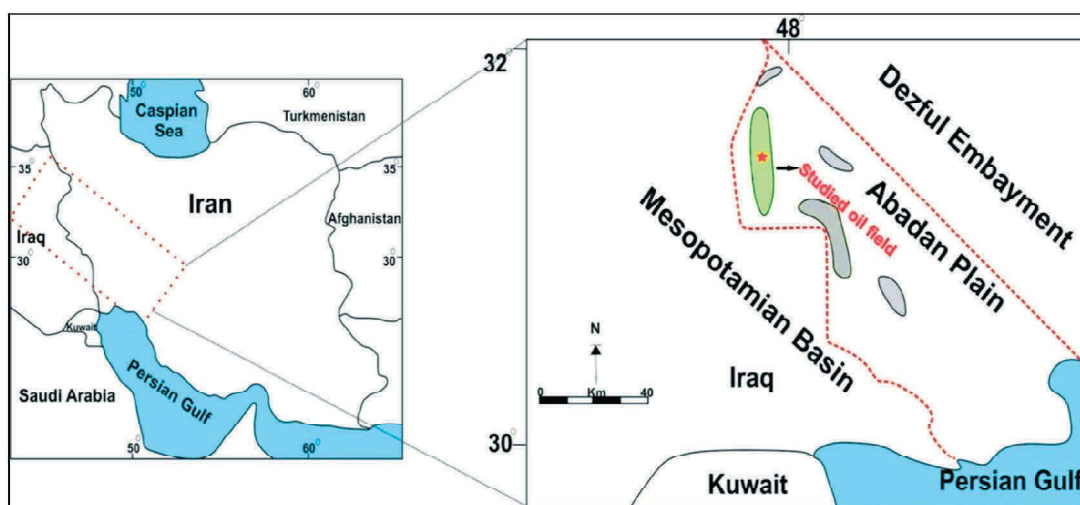 50°
60°
Caspian
Sea
Turkmenistan
35°
35°
Iran
Afghanistan
Iraq
30°
30°
Kuwait
Persian Gulf
Saudi Arabia
50°
60°
48°
32°
Dezful Embayment
Studied oil field
Abadan Plain
Mesopotamian Basin
N
0
Km
40
Iraq
30°
Kuwait
Persian Gulf